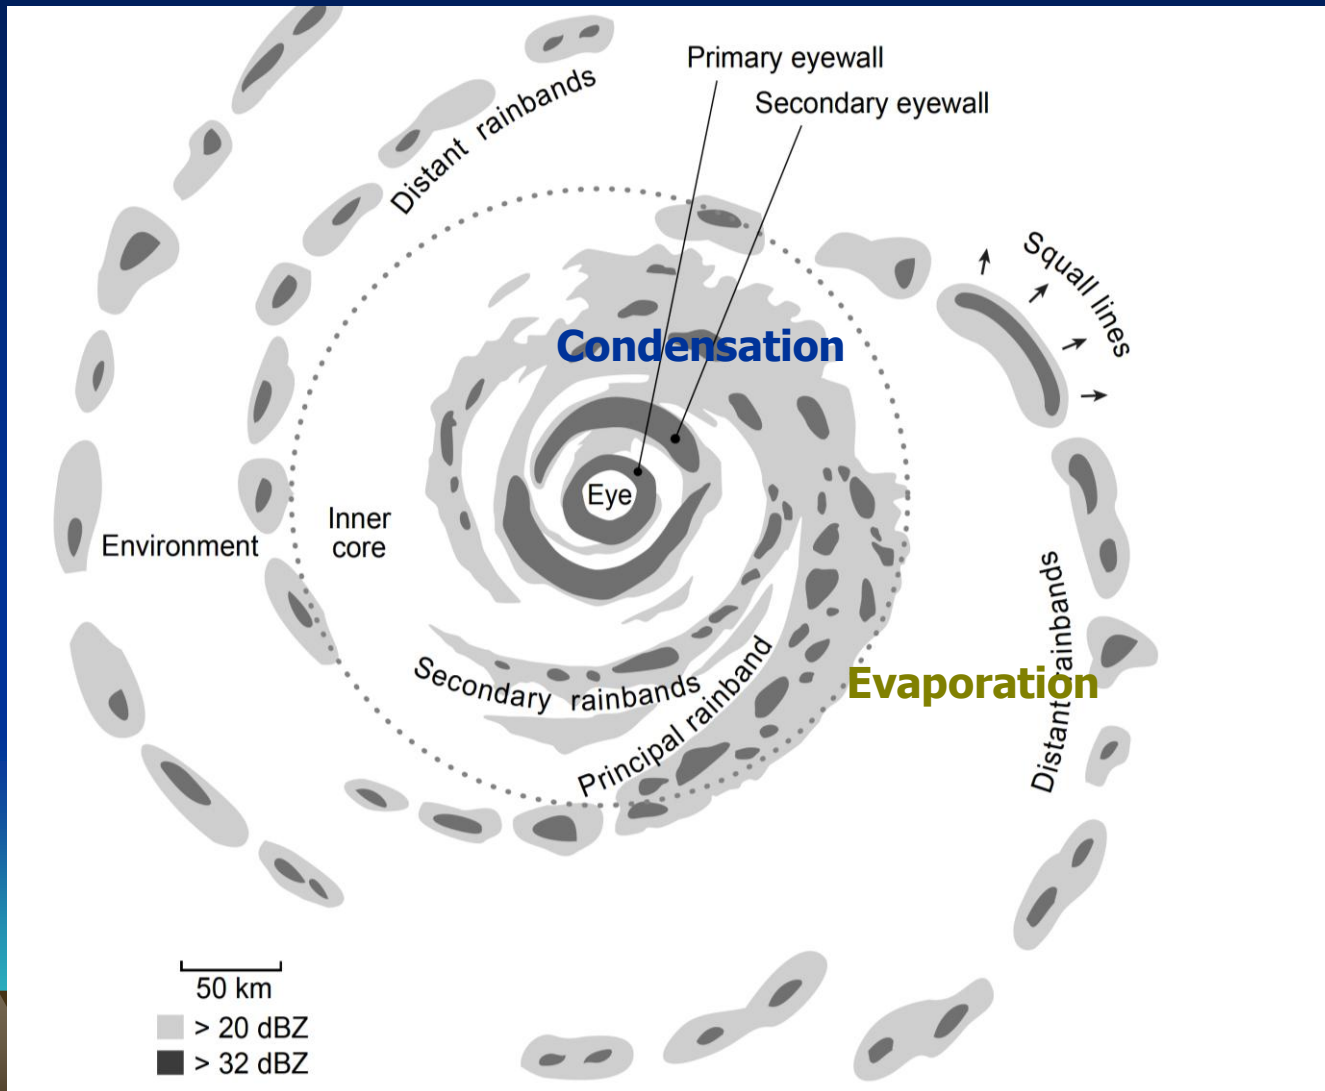 Primary eyewall
Secondary eyewall
Distant rainbands
Squall lines
Condensation
Eye
Inner
core
Environment
Secondary rainbands
Principal rainband
Evaporation
Distant rainbands
50 km
> 20 dBZ
> 32 dBZ